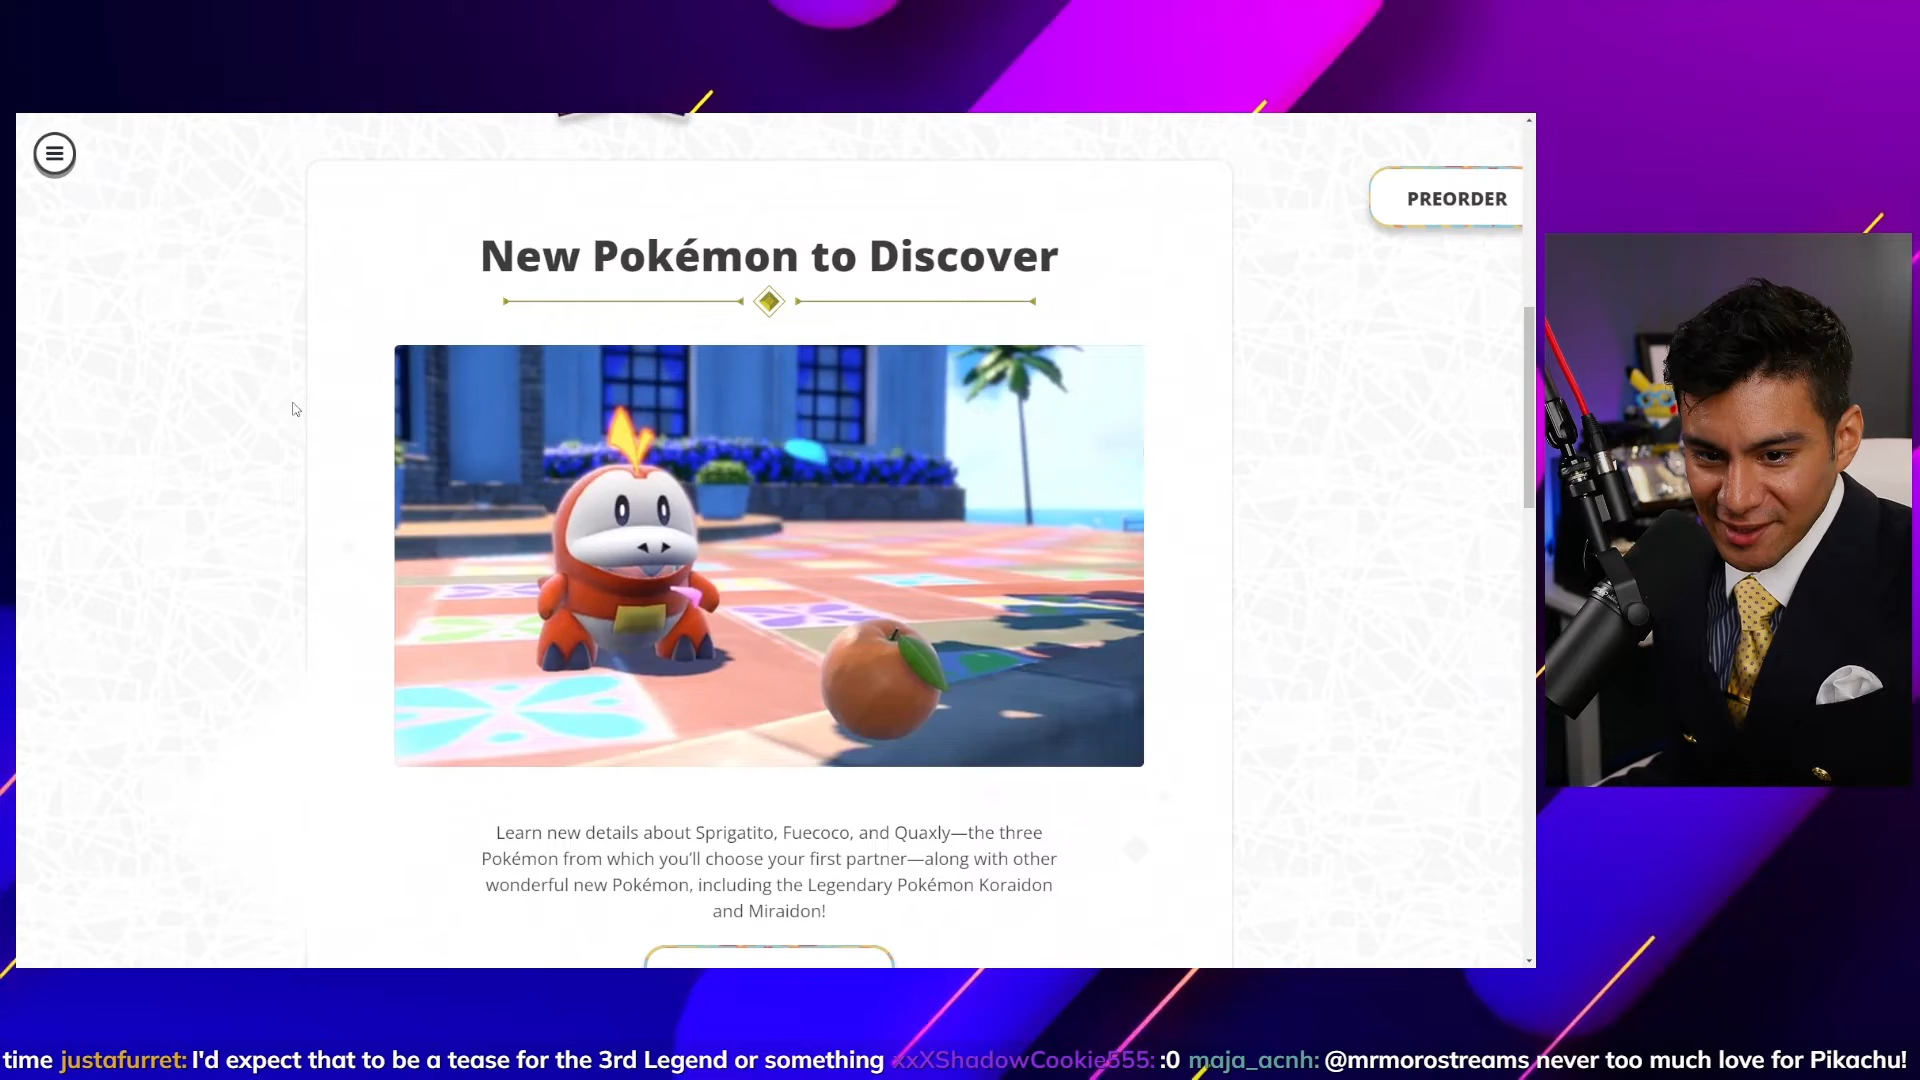 PREORDER
New Pokémon to Discover
Learn new details about Sprigatito, Fuecoco, and Quaxly—the three
Pokémon from which you'll choose your first partner—along with other
wonderful new Pokémon, including the Legendary Pokémon Koraidon
and Miraidon!
time justafurret: I'd expect that to be a tease for the 3rd Legend or something xxXShadowCookie555: :0 maja_acnh: @mrmorostreams never too much love for Pikachu!